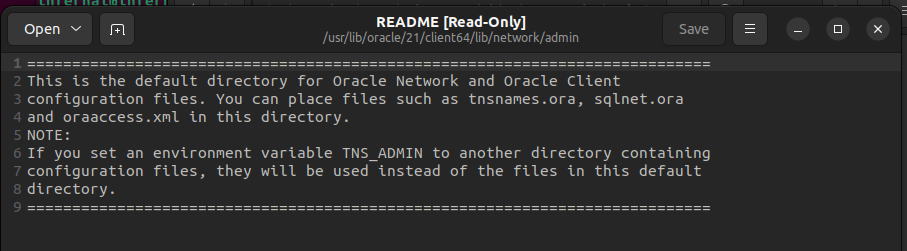 Open
README [Read-Only]
/usr/lib/oracle/21/client64/lib/network/admin
Save
1 =========================================================================
2 This is the default directory for Oracle Network and Oracle Client
3 configuration files. You can place files such as tnsnames.ora, sqlnet.ora
4 and oraaccess.xml in this directory.
5 NOTE:
6 If you set an environment variable TNS_ADMIN to another directory containing
7 configuration files, they will be used instead of the files in this default
8 directory.
9 =========================================================================